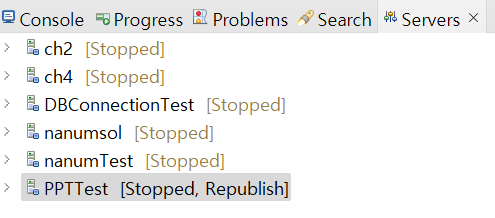 Console Progress Problems Search Servers
ch2 [Stopped]
ch4 [Stopped]
DBConnectionTest [Stopped]
nanumsol [Stopped]
nanumTest [Stopped]
PPTTest [Stopped, Republish]